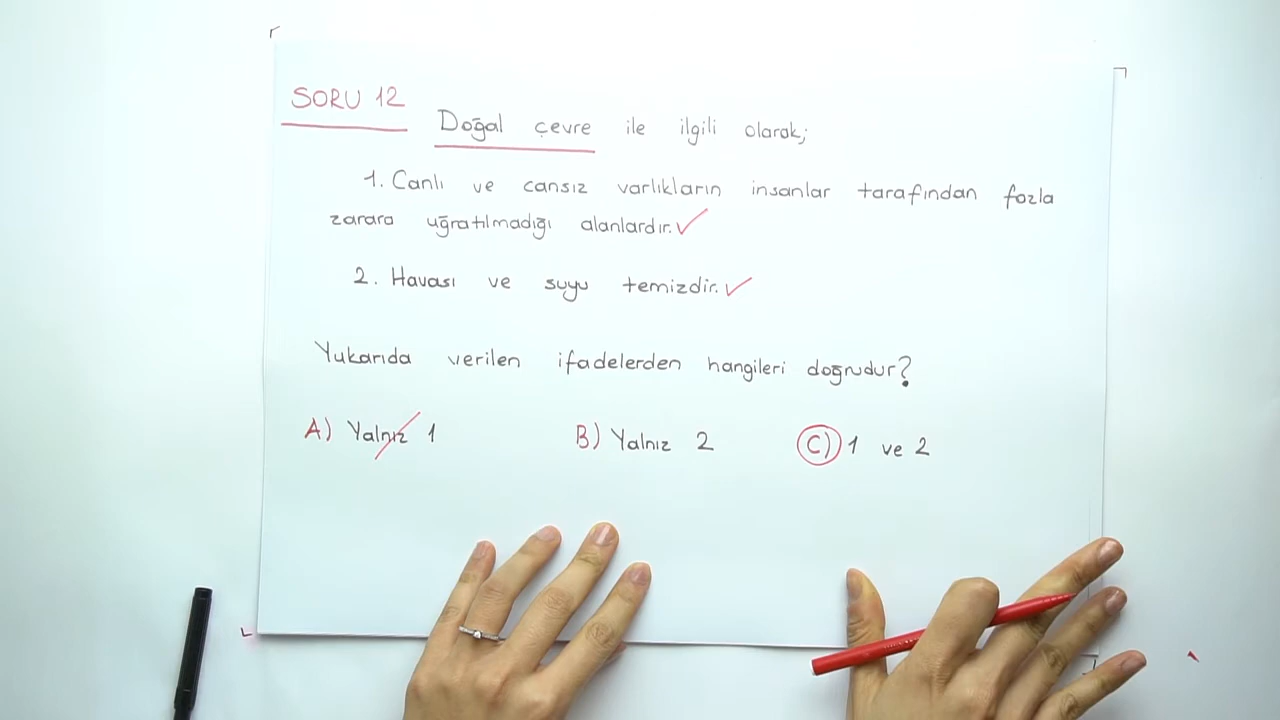 SORU 12
Doğal çevre ile ilgili olarak;
1. Canlı ve cansız varlıkların insanlar tarafından fazla
zarara uğratılmadığı alanlardır.
2. Havası ve suyu temizdir.
Yukarıda verilen ifadelerden hangileri doğrudur?
A) Yalnız 1 B) Yalnız 2 C) 1 ve 2